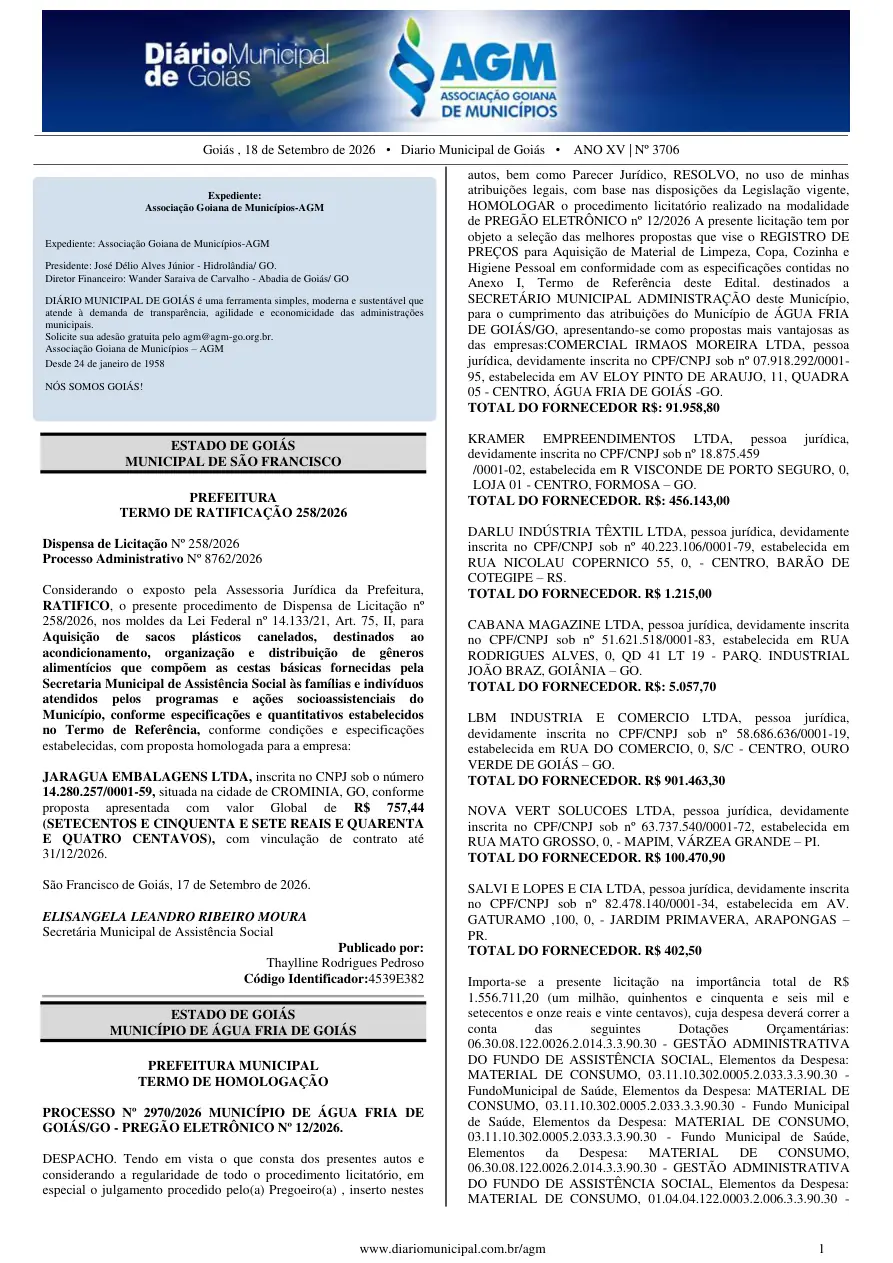 Diário Municipal
de Goiás
AGM
ASSOCIAÇÃO GOIANA
DE MUNICÍPIOS
Goiás , 18 de Setembro de 2026 • Diario Municipal de Goiás • ANO XV | Nº 3706
Expediente:
Associação Goiana de Municípios-AGM
Expediente: Associação Goiana de Municípios-AGM
Presidente: José Délio Alves Júnior - Hidrolândia/ GO.
Diretor Financeiro: Wander Saraiva de Carvalho - Abadia de Goiás/ GO
DIÁRIO MUNICIPAL DE GOIÁS é uma ferramenta simples, moderna e sustentável que
atende à demanda de transparência, agilidade e economicidade das administrações
municipais.
Solicite sua adesão gratuita pelo agm@agm-go.org.br.
Associação Goiana de Municípios – AGM
Desde 24 de janeiro de 1958
NÓS SOMOS GOIÁS!
ESTADO DE GOIÁS
MUNICIPAL DE SÃO FRANCISCO
PREFEITURA
TERMO DE RATIFICAÇÃO 258/2026
Dispensa de Licitação Nº 258/2026
Processo Administrativo Nº 8762/2026
Considerando o exposto pela Assessoria Jurídica da Prefeitura,
RATIFICO, o presente procedimento de Dispensa de Licitação nº
258/2026, nos moldes da Lei Federal nº 14.133/21, Art. 75, II, para
Aquisição de sacos plásticos canelados, destinados ao
acondicionamento, organização e distribuição de gêneros
alimentícios que compõem as cestas básicas fornecidas pela
Secretaria Municipal de Assistência Social às famílias e indivíduos
atendidos pelos programas e ações socioassistenciais do
Município, conforme especificações e quantitativos estabelecidos
no Termo de Referência, conforme condições e especificações
estabelecidas, com proposta homologada para a empresa:
JARAGUA EMBALAGENS LTDA, inscrita no CNPJ sob o número
14.280.257/0001-59, situada na cidade de CROMINIA, GO, conforme
proposta apresentada com valor Global de R$ 757,44
(SETECENTOS E CINQUENTA E SETE REAIS E QUARENTA
E QUATRO CENTAVOS), com vinculação de contrato até
31/12/2026.
São Francisco de Goiás, 17 de Setembro de 2026.
ELISANGELA LEANDRO RIBEIRO MOURA
Secretária Municipal de Assistência Social
Publicado por:
Thaylline Rodrigues Pedroso
Código Identificador:4539E382
ESTADO DE GOIÁS
MUNICÍPIO DE ÁGUA FRIA DE GOIÁS
PREFEITURA MUNICIPAL
TERMO DE HOMOLOGAÇÃO
PROCESSO Nº 2970/2026 MUNICÍPIO DE ÁGUA FRIA DE
GOIÁS/GO - PREGÃO ELETRÔNICO Nº 12/2026.
DESPACHO. Tendo em vista o que consta dos presentes autos e
considerando a regularidade de todo o procedimento licitatório, em
especial o julgamento procedido pelo(a) Pregoeiro(a) , inserto nestes
autos, bem como Parecer Jurídico, RESOLVO, no uso de minhas
atribuições legais, com base nas disposições da Legislação vigente,
HOMOLOGAR o procedimento licitatório realizado na modalidade
de PREGÃO ELETRÔNICO nº 12/2026 A presente licitação tem por
objeto a seleção das melhores propostas que vise o REGISTRO DE
PREÇOS para Aquisição de Material de Limpeza, Copa, Cozinha e
Higiene Pessoal em conformidade com as especificações contidas no
Anexo I, Termo de Referência deste Edital. destinados a
SECRETÁRIO MUNICIPAL ADMINISTRAÇÃO deste Município,
para o cumprimento das atribuições do Município de ÁGUA FRIA
DE GOIÁS/GO, apresentando-se como propostas mais vantajosas as
das empresas:COMERCIAL IRMAOS MOREIRA LTDA, pessoa
jurídica, devidamente inscrita no CPF/CNPJ sob nº 07.918.292/0001-
95, estabelecida em AV ELOY PINTO DE ARAUJO, 11, QUADRA
05 - CENTRO, ÁGUA FRIA DE GOIÁS -GO.
TOTAL DO FORNECEDOR R$: 91.958,80
KRAMER EMPREENDIMENTOS LTDA, pessoa jurídica,
devidamente inscrita no CPF/CNPJ sob nº 18.875.459
/0001-02, estabelecida em R VISCONDE DE PORTO SEGURO, 0,
LOJA 01 - CENTRO, FORMOSA – GO.
TOTAL DO FORNECEDOR. R$: 456.143,00
DARLU INDÚSTRIA TÊXTIL LTDA, pessoa jurídica, devidamente
inscrita no CPF/CNPJ sob nº 40.223.106/0001-79, estabelecida em
RUA NICOLAU COPERNICO 55, 0, - CENTRO, BARÃO DE
COTEGIPE – RS.
TOTAL DO FORNECEDOR. R$ 1.215,00
CABANA MAGAZINE LTDA, pessoa jurídica, devidamente inscrita
no CPF/CNPJ sob nº 51.621.518/0001-83, estabelecida em RUA
RODRIGUES ALVES, 0, QD 41 LT 19 - PARQ. INDUSTRIAL
JOÃO BRAZ, GOIÂNIA – GO.
TOTAL DO FORNECEDOR. R$: 5.057,70
LBM INDUSTRIA E COMERCIO LTDA, pessoa jurídica,
devidamente inscrita no CPF/CNPJ sob nº 58.686.636/0001-19,
estabelecida em RUA DO COMERCIO, 0, S/C - CENTRO, OURO
VERDE DE GOIÁS – GO.
TOTAL DO FORNECEDOR. R$ 901.463,30
NOVA VERT SOLUCOES LTDA, pessoa jurídica, devidamente
inscrita no CPF/CNPJ sob nº 63.737.540/0001-72, estabelecida em
RUA MATO GROSSO, 0, - MAPIM, VÁRZEA GRANDE – PI.
TOTAL DO FORNECEDOR. R$ 100.470,90
SALVI E LOPES E CIA LTDA, pessoa jurídica, devidamente inscrita
no CPF/CNPJ sob nº 82.478.140/0001-34, estabelecida em AV.
GATURAMO ,100, 0, - JARDIM PRIMAVERA, ARAPONGAS –
PR.
TOTAL DO FORNECEDOR. R$ 402,50
Importa-se a presente licitação na importância total de R$
1.556.711,20 (um milhão, quinhentos e cinquenta e seis mil e
setecentos e onze reais e vinte centavos), cuja despesa deverá correr a
conta das seguintes Dotações Orçamentárias:
06.30.08.122.0026.2.014.3.3.90.30 - GESTÃO ADMINISTRATIVA
DO FUNDO DE ASSISTÊNCIA SOCIAL, Elementos da Despesa:
MATERIAL DE CONSUMO, 03.11.10.302.0005.2.033.3.3.90.30 -
FundoMunicipal de Saúde, Elementos da Despesa: MATERIAL DE
CONSUMO, 03.11.10.302.0005.2.033.3.3.90.30 - Fundo Municipal
de Saúde, Elementos da Despesa: MATERIAL DE CONSUMO,
03.11.10.302.0005.2.033.3.3.90.30 - Fundo Municipal de Saúde,
Elementos da Despesa: MATERIAL DE CONSUMO,
06.30.08.122.0026.2.014.3.3.90.30 - GESTÃO ADMINISTRATIVA
DO FUNDO DE ASSISTÊNCIA SOCIAL, Elementos da Despesa:
MATERIAL DE CONSUMO, 01.04.04.122.0003.2.006.3.3.90.30 -
www.diariomunicipal.com.br/agm 1